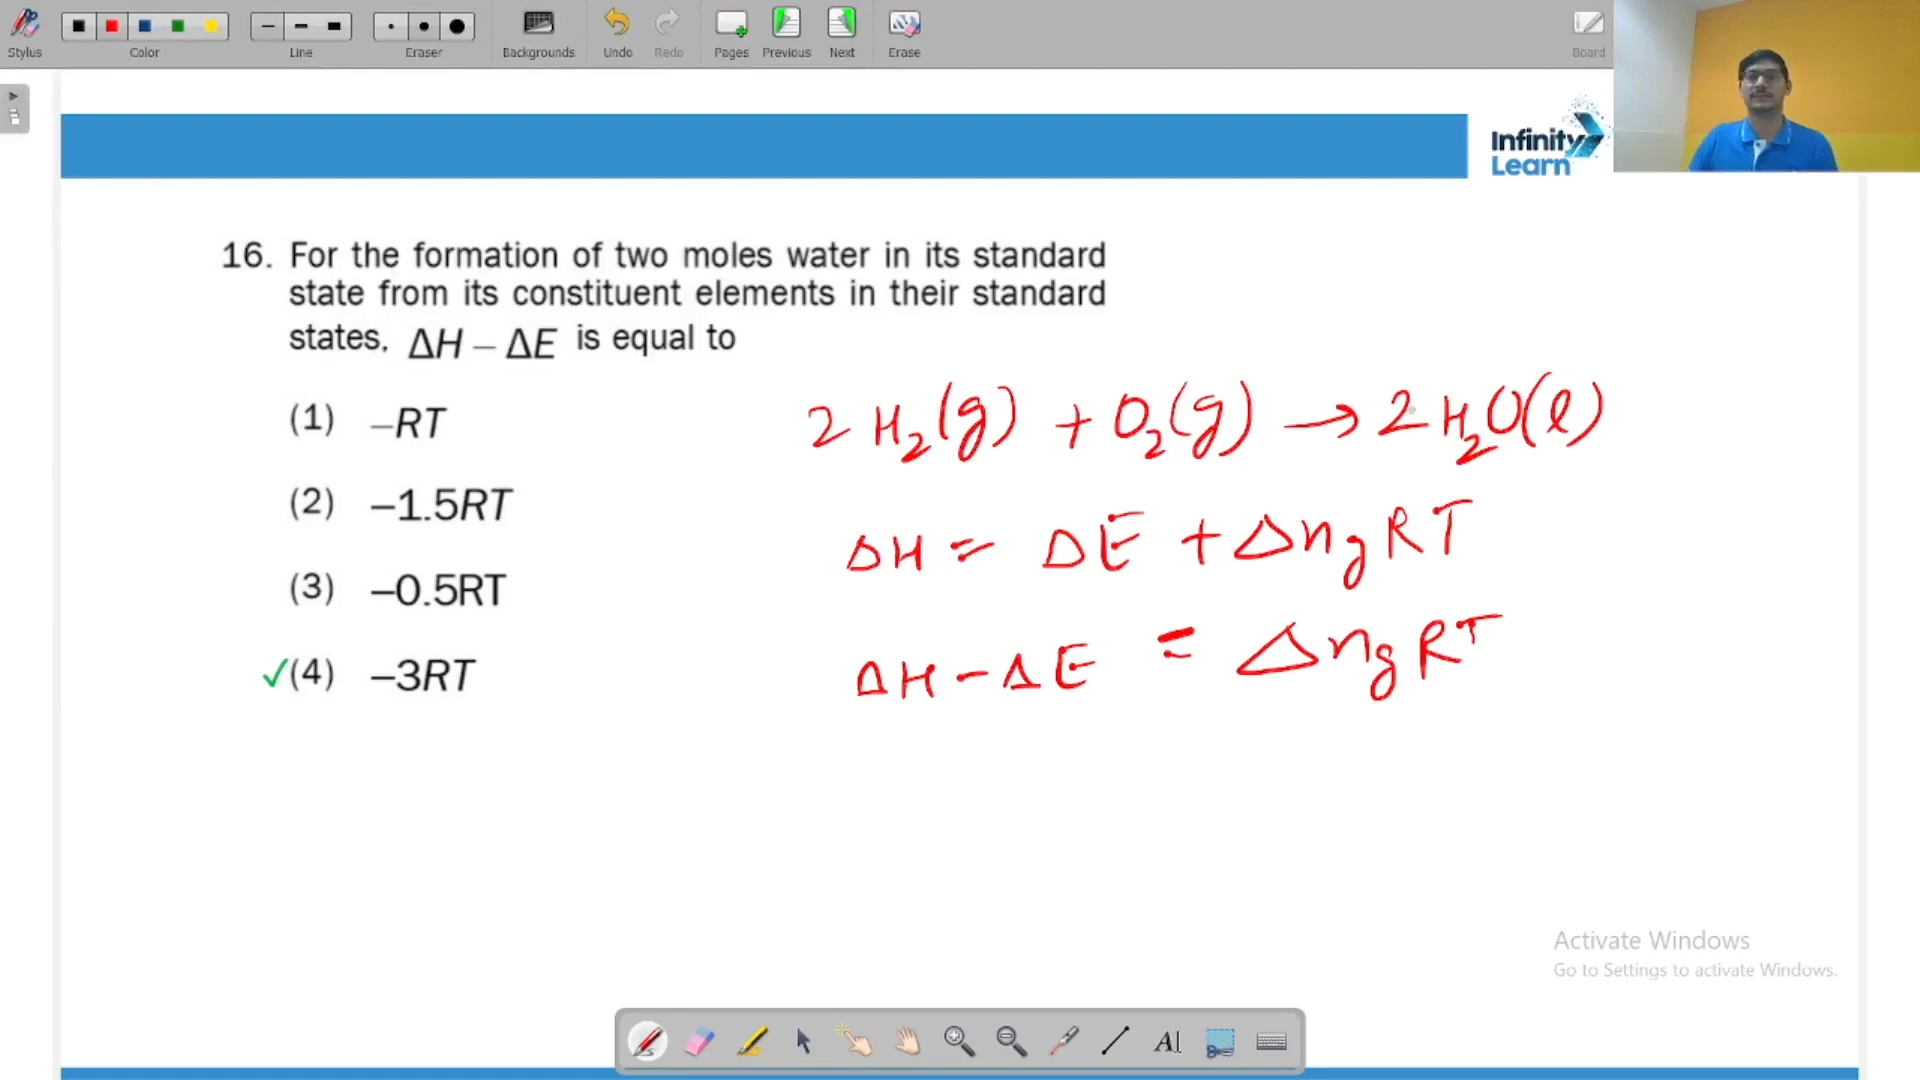 Stylus Color Line Eraser Backgrounds Undo Redo Pages Previous Next Erase Board
Infinity
Learn
16. For the formation of two moles water in its standard
state from its constituent elements in their standard
states, ΔH – ΔE is equal to
(1) –RT
(2) –1.5RT
(3) –0.5RT
✓(4) –3RT
2H₂(g) + O₂(g) → 2H₂O(l)
ΔH = ΔE + Δn_gRT
ΔH – ΔE = Δn_gRT
Activate Windows
Go to Settings to activate Windows.
AI